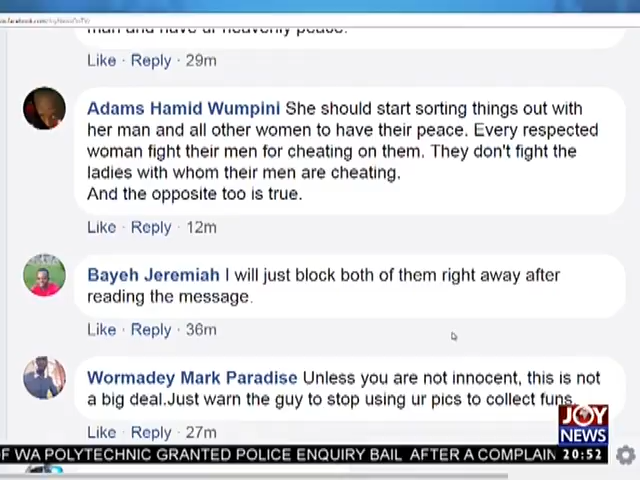 man and have ur heavenly peace.
Like · Reply · 29m
Adams Hamid Wumpini She should start sorting things out with
her man and all other women to have their peace. Every respected
woman fight their men for cheating on them. They don't fight the
ladies with whom their men are cheating.
And the opposite too is true.
Like · Reply · 12m
Bayeh Jeremiah I will just block both of them right away after
reading the message.
Like · Reply · 36m
Wormadey Mark Paradise Unless you are not innocent, this is not
a big deal.Just warn the guy to stop using ur pics to collect funs.
Like · Reply · 27m
JOY
NEWS
OF WA POLYTECHNIC GRANTED POLICE ENQUIRY BAIL AFTER A COMPLAIN
20:52